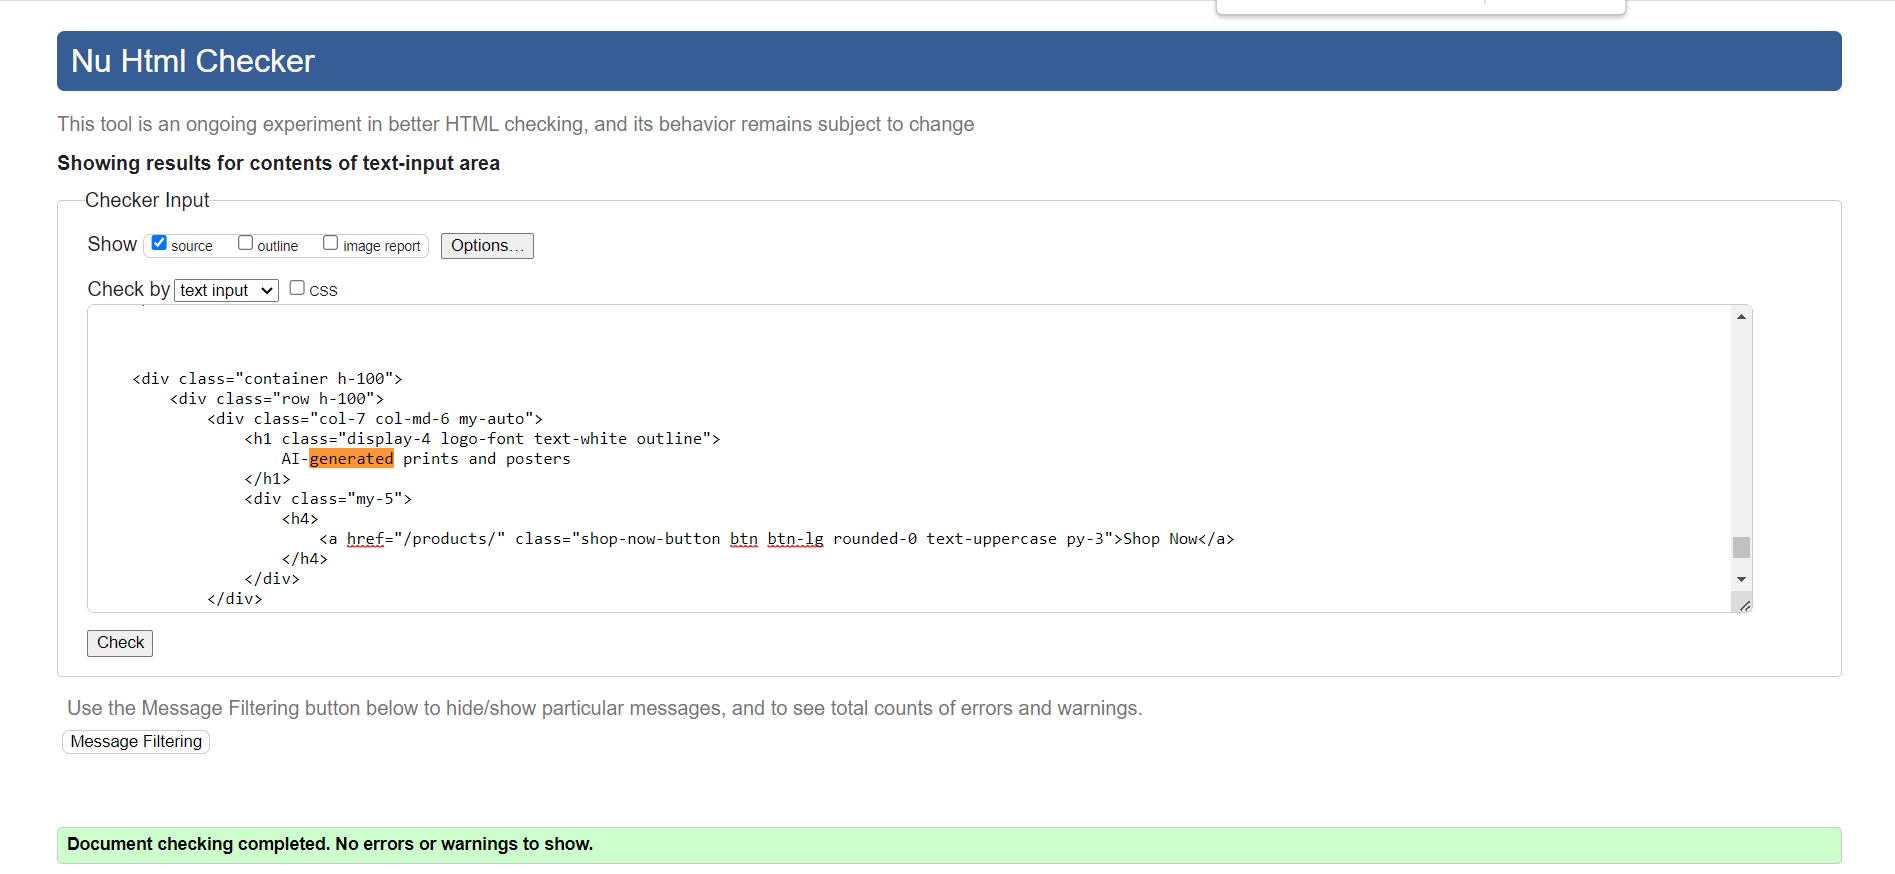 Nu Html Checker
This tool is an ongoing experiment in better HTML checking, and its behavior remains subject to change
Showing results for contents of text-input area
Checker Input
Show source outline image report Options...
Check by text input CSS
<div class="container h-100">
<div class="row h-100">
<div class="col-7 col-md-6 my-auto">
<h1 class="display-4 logo-font text-white outline">
AI-generated prints and posters
</h1>
<div class="my-5">
<h4>
<a href="/products/" class="shop-now-button btn btn-lg rounded-0 text-uppercase py-3">Shop Now</a>
</h4>
</div>
</div>
Check
Use the Message Filtering button below to hide/show particular messages, and to see total counts of errors and warnings.
Message Filtering
Document checking completed. No errors or warnings to show.